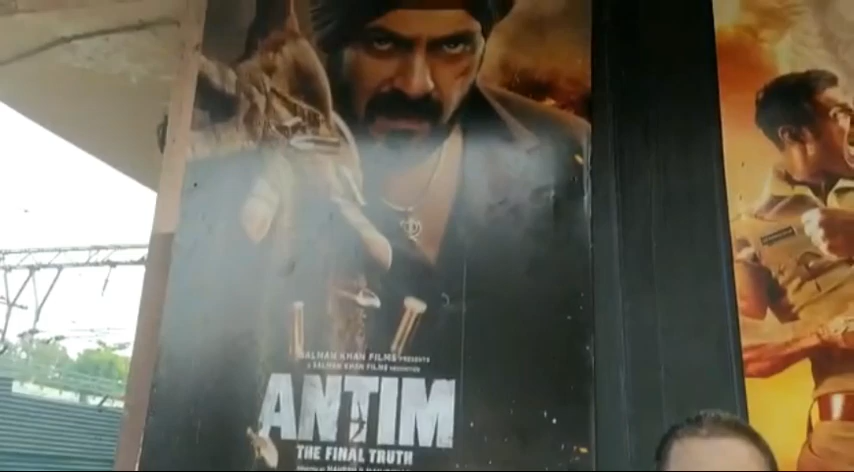 SALMAN KHAN FILMS PRESENTS
A SALMAN KHAN FILMS PRODUCTION
ANTIM
THE FINAL TRUTH